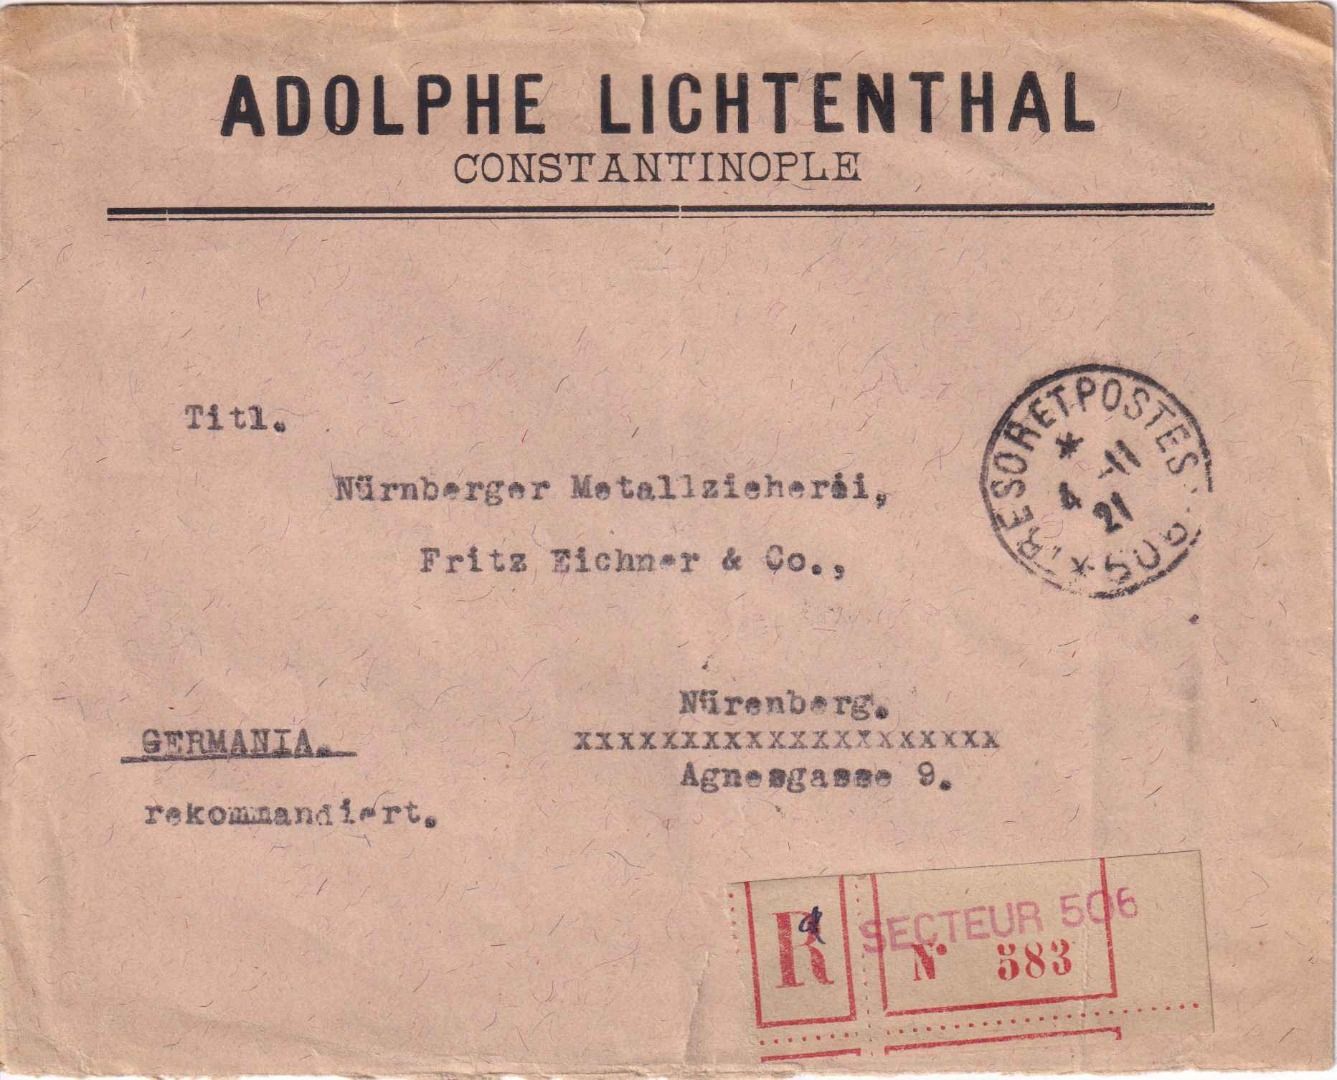 ADOLPHE LICHTENTHAL
CONSTANTINOPLE
Titl.
Nürnberger Metallzieherei,
Fritz Eichner & Co.,
TRESOR ET POSTES
* 506 *
4 -11
21
Nürenberg.
xxxxxxxxxxxxxxxxxxxxxxxx
Agnesgasse 9.
GERMANIA.
rekommandiert.
R d
SECTEUR 506
N° 583